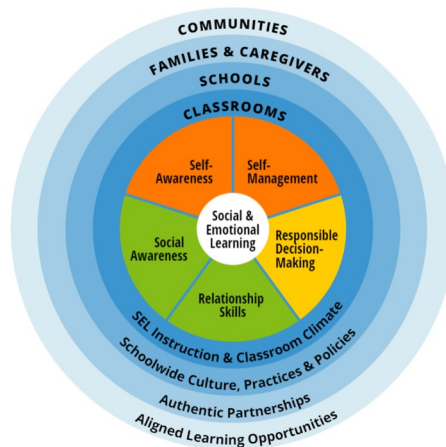 COMMUNITIES
FAMILIES & CAREGIVERS
SCHOOLS
CLASSROOMS
Self-
Awareness
Self-
Management
Social &
Emotional
Learning
Social
Awareness
Responsible
Decision-
Making
Relationship
Skills
SEL Instruction & Classroom Climate
Schoolwide Culture, Practices & Policies
Authentic Partnerships
Aligned Learning Opportunities